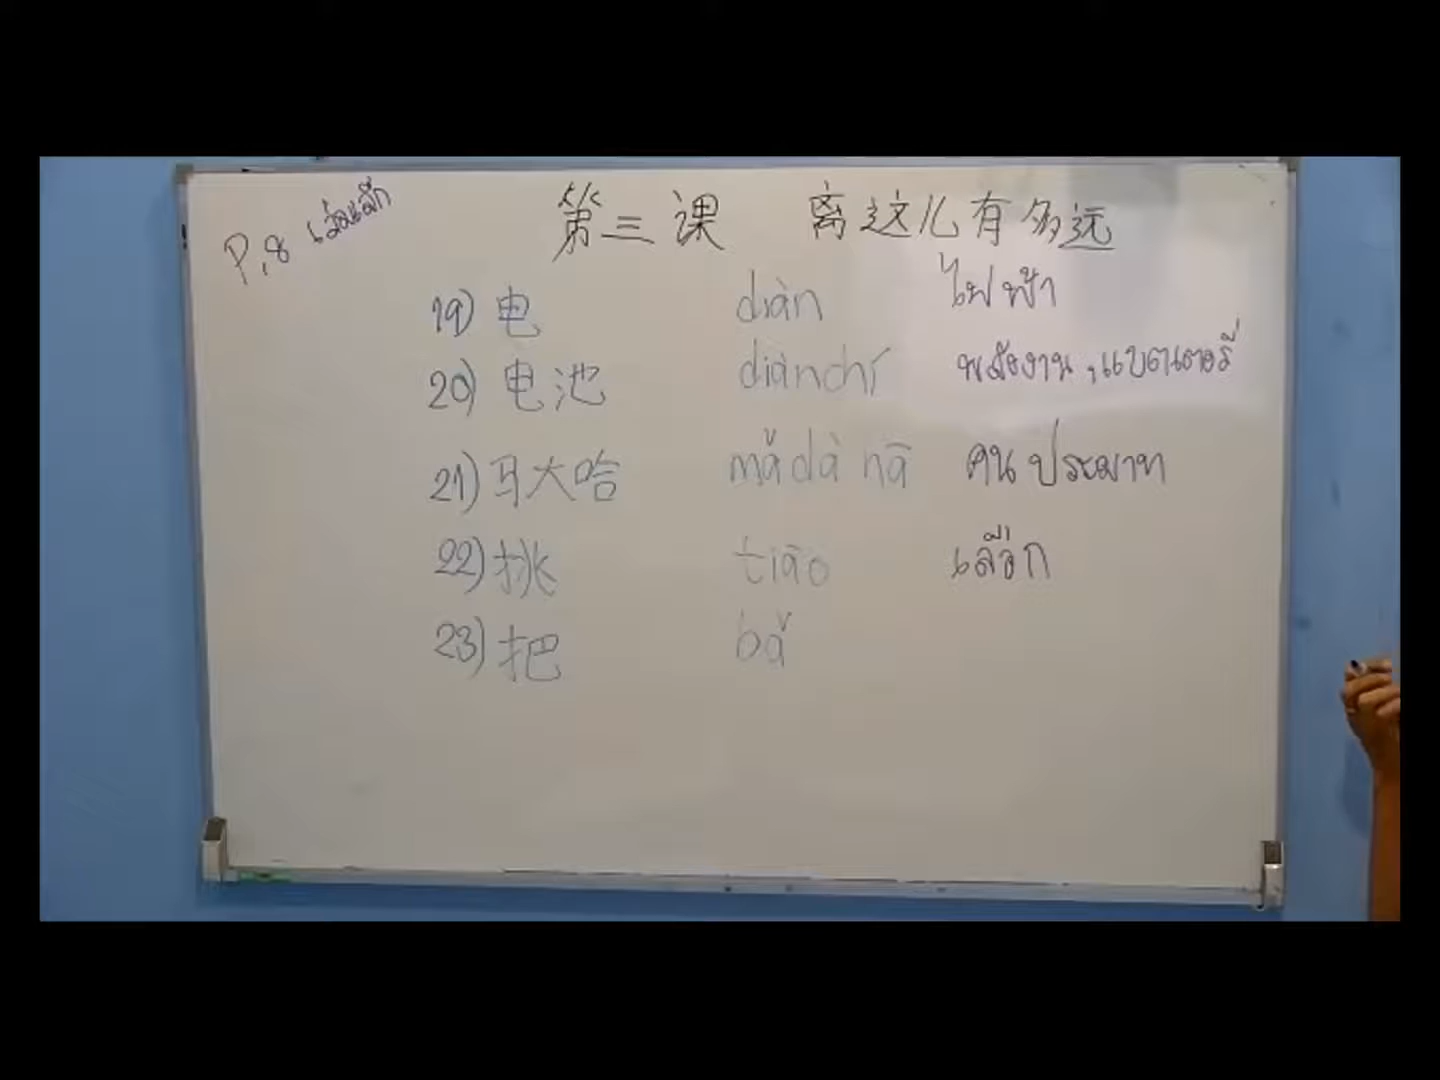 P.8 เล่มเล็ก
第三课 离这儿有多远
19) 电 diàn ไฟฟ้า
20) 电池 diànchí พลังงาน , แบตเตอรี่
21) 马大哈 mǎdà hā คนประมาท
22) 挑 tiāo เลือก
23) 把 bǎ